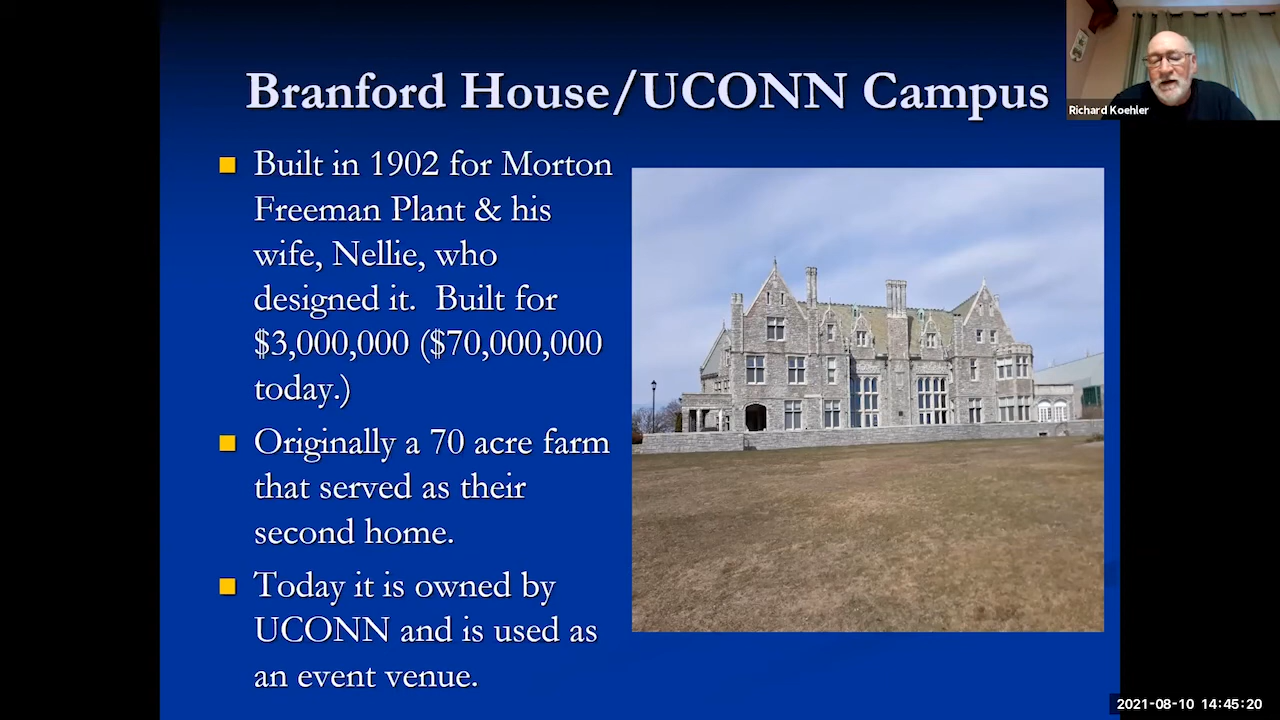 Branford House/UCONN Campus
Richard Koehler
Built in 1902 for Morton
Freeman Plant & his
wife, Nellie, who
designed it.  Built for
$3,000,000 ($70,000,000
today.)
Originally a 70 acre farm
that served as their
second home.
Today it is owned by
UCONN and is used as
an event venue.
2021-08-10 14:45:20